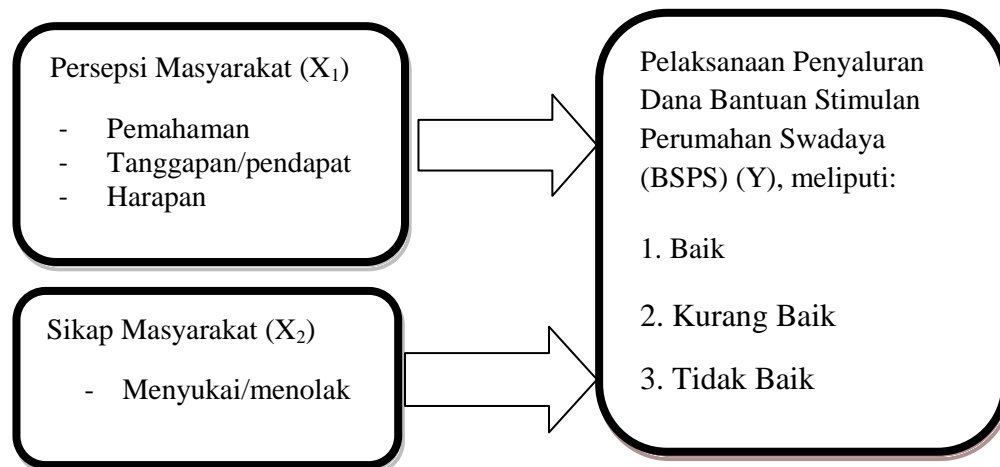 Persepsi Masyarakat (X₁)
- Pemahaman
- Tanggapan/pendapat
- Harapan
Sikap Masyarakat (X₂)
- Menyukai/menolak
Pelaksanaan Penyaluran
Dana Bantuan Stimulan
Perumahan Swadaya
(BSPS) (Y), meliputi:
1. Baik
2. Kurang Baik
3. Tidak Baik